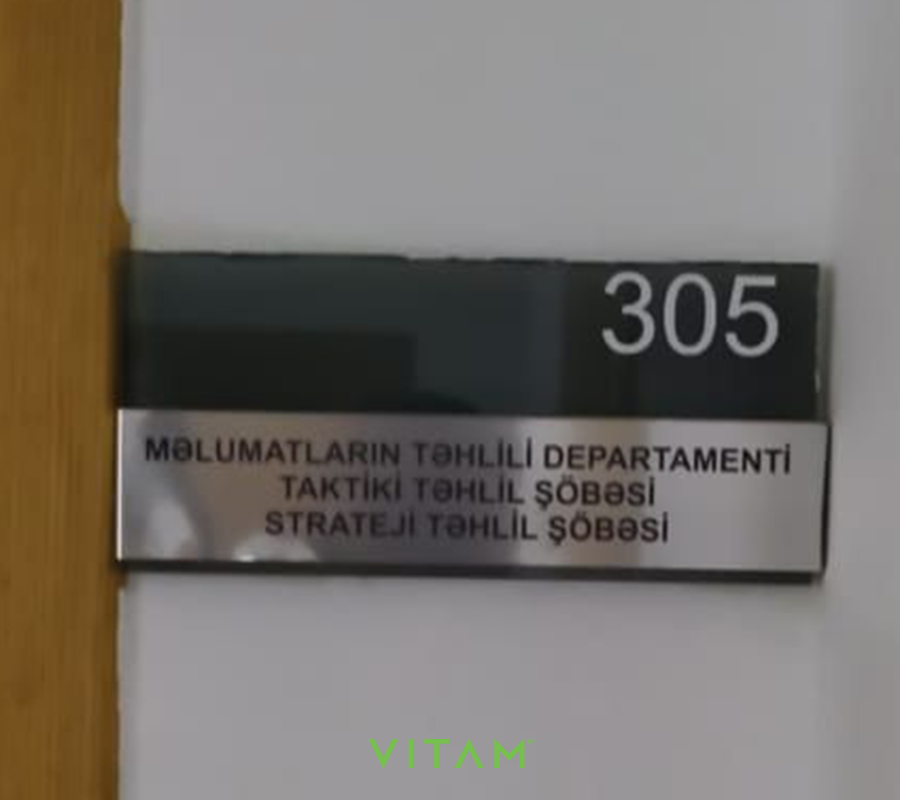 305
MƏLUMATLARIN TƏHLİLİ DEPARTAMENTİ
TAKTİKİ TƏHLİL ŞÖBƏSİ
STRATEJI TƏHLİL ŞÖBƏSİ
VITAM